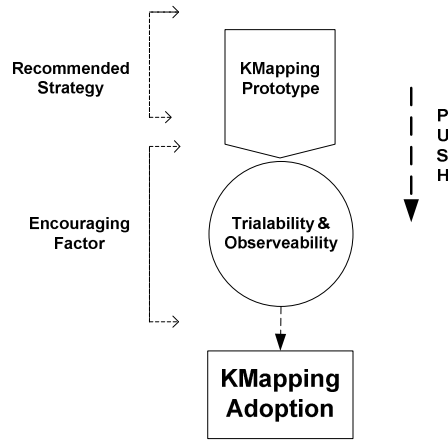 Recommended
Strategy
KMapping
Prototype
P
U
S
H
Encouraging
Factor
Trialability &
Observeability
KMapping
Adoption